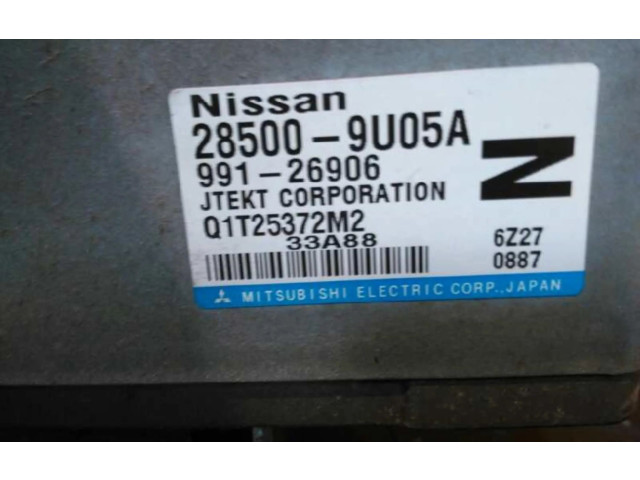 Nissan
28500-9U05A
991-26906
JTEKT CORPORATION
Q1T25372M2
33A88
N
6Z27
0887
MITSUBISHI ELECTRIC CORP.,JAPAN